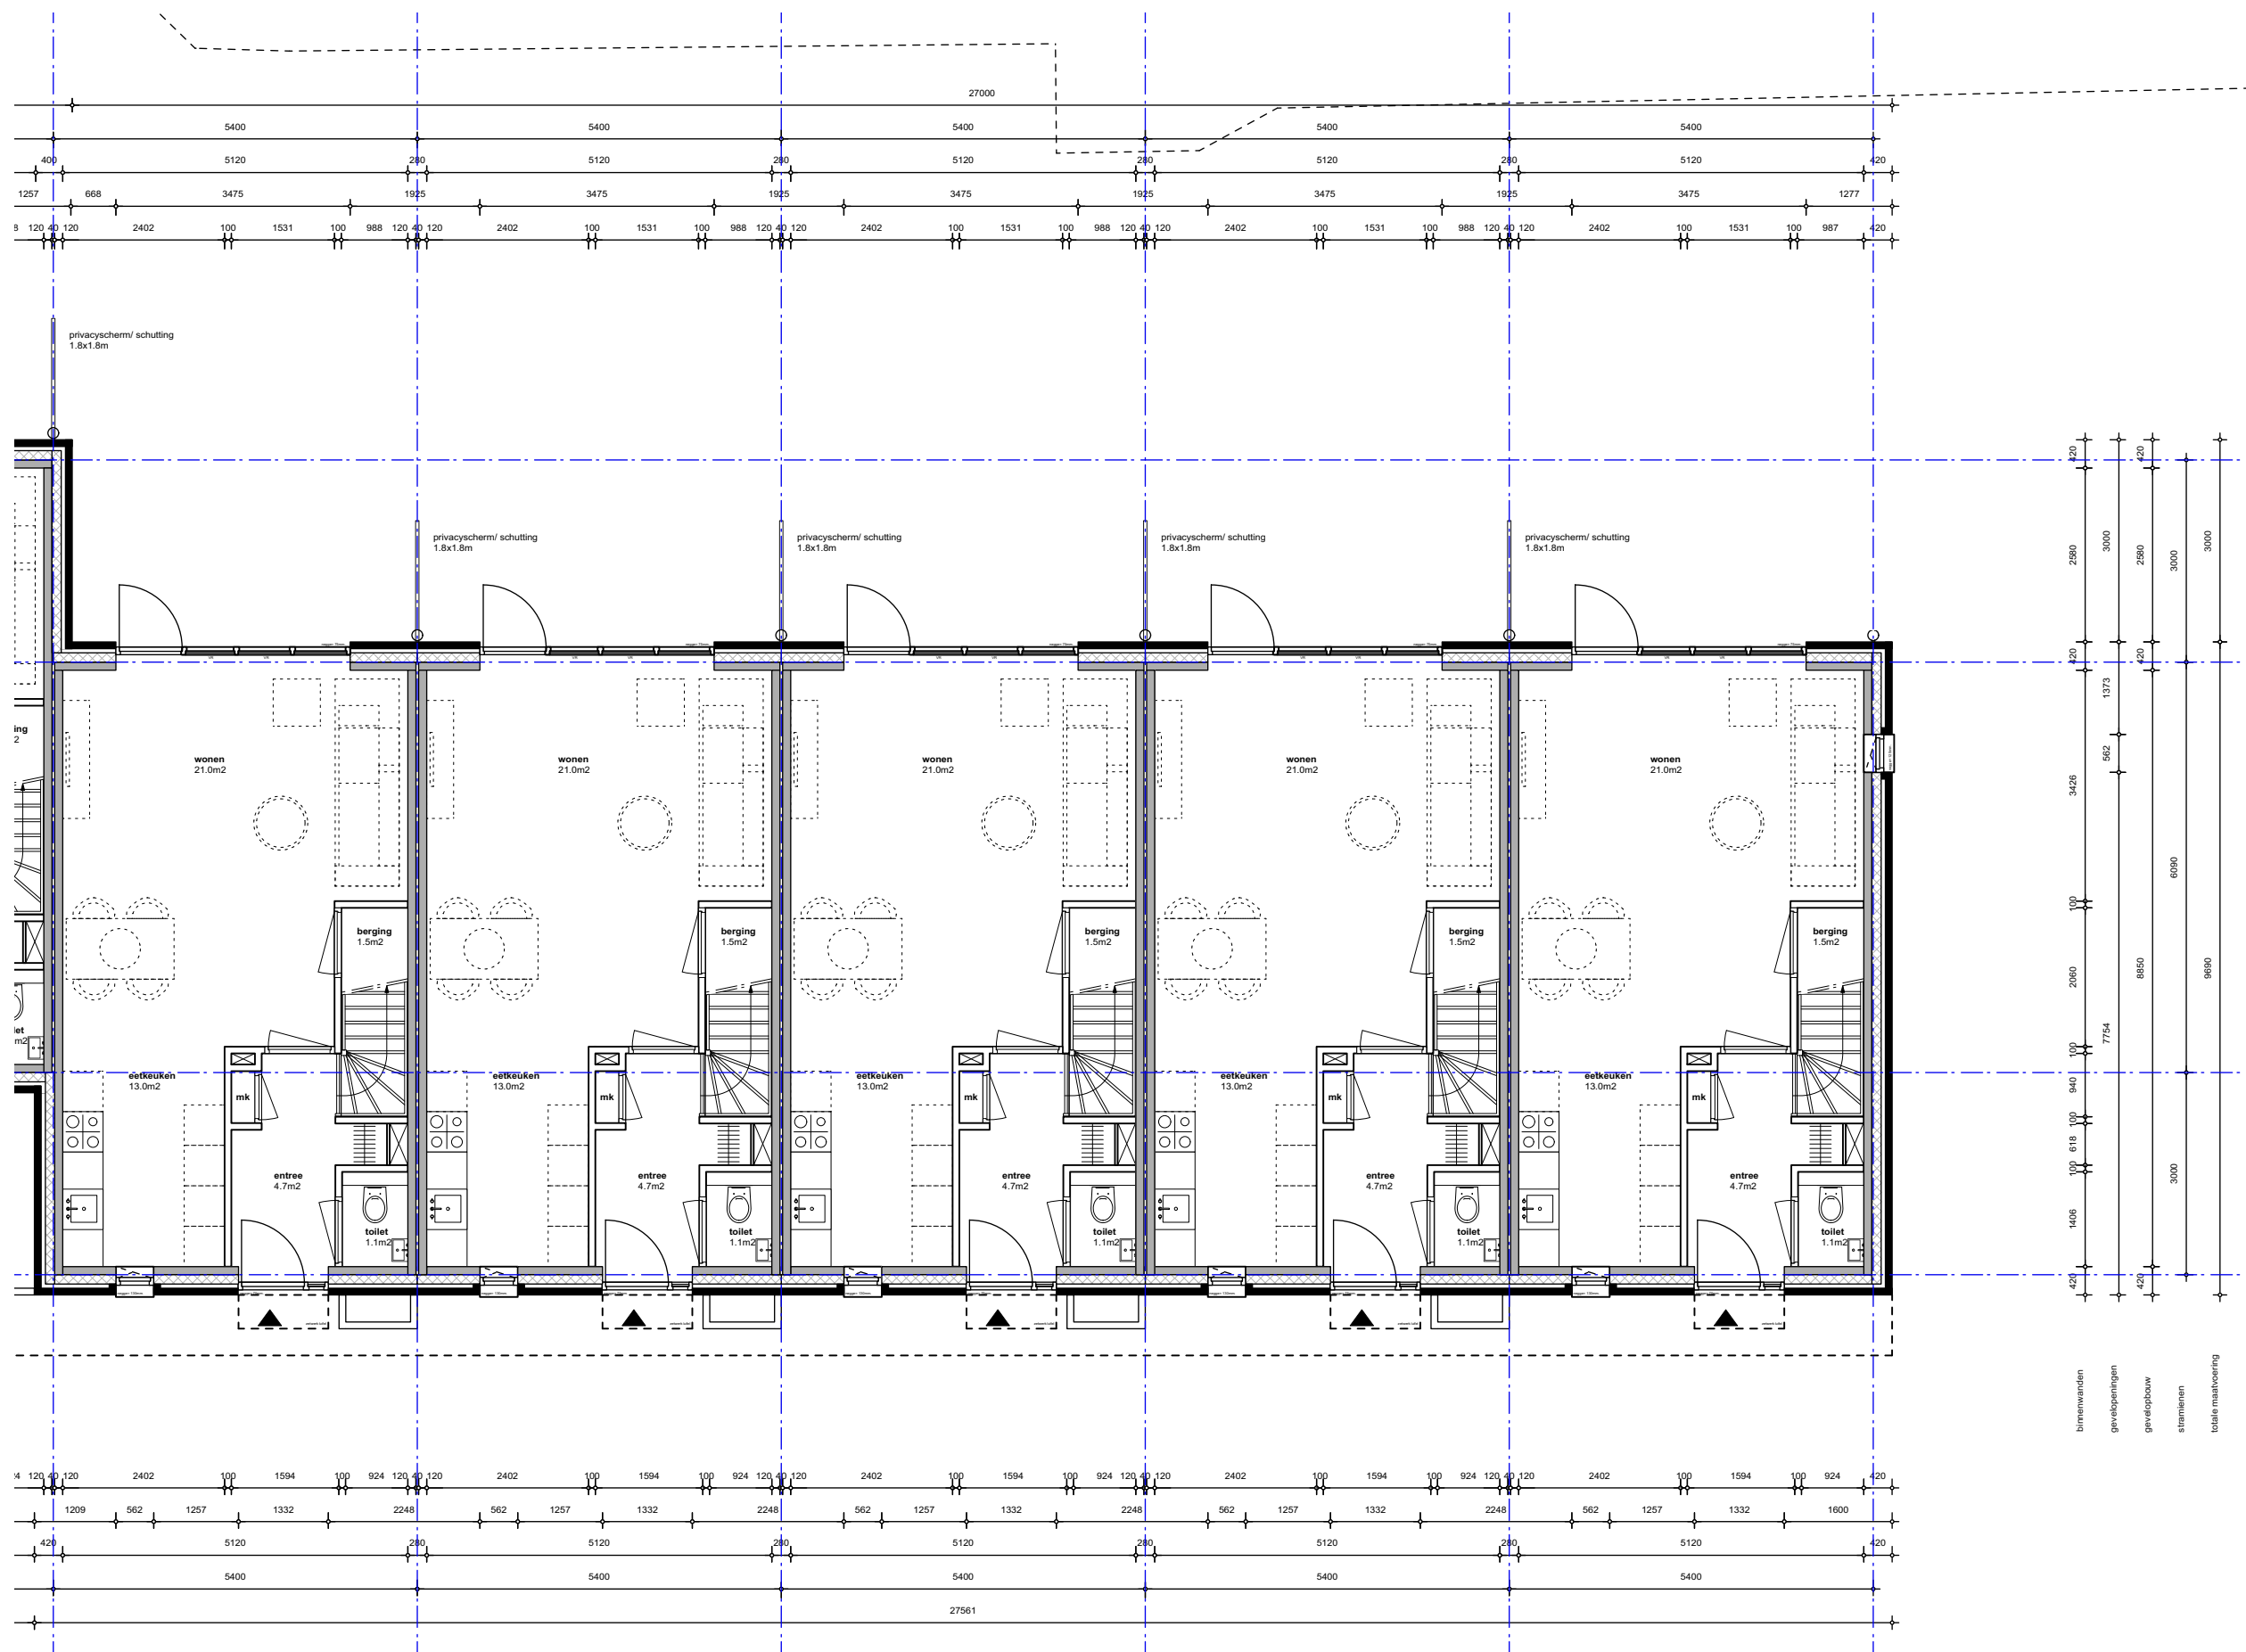 27000
5400 5400 5400 5400 5400
400 5120 280 5120 280 5120 280 5120 280 5120 420
1257 668 3475 1925 3475 1925 3475 1925 3475 1925 3475 1277
8 120 40 120 2402 100 1531 100 988 120 40 120 2402 100 1531 100 988 120 40 120 2402 100 1531 100 988 120 40 120 2402 100 1531 100 988 120 40 120 2402 100 1531 100 987 420
privacyscherm/ schutting
1.8x1.8m
privacyscherm/ schutting
1.8x1.8m
privacyscherm/ schutting
1.8x1.8m
privacyscherm/ schutting
1.8x1.8m
privacyscherm/ schutting
1.8x1.8m
ing
2
wonen
21.0m2
wonen
21.0m2
wonen
21.0m2
wonen
21.0m2
wonen
21.0m2
berging
1.5m2
berging
1.5m2
berging
1.5m2
berging
1.5m2
berging
1.5m2
let
m2
eetkeuken
13.0m2
eetkeuken
13.0m2
eetkeuken
13.0m2
eetkeuken
13.0m2
eetkeuken
13.0m2
mk
mk
mk
mk
mk
entree
4.7m2
entree
4.7m2
entree
4.7m2
entree
4.7m2
entree
4.7m2
toilet
1.1m2
toilet
1.1m2
toilet
1.1m2
toilet
1.1m2
toilet
1.1m2
420 2580 420 3426 100 2060 100 940 100 618 100 1406 420
binnenwanden
3000 1373 562 7754
gevelopeningen
420 2580 420 8850 420
gevelopbouw
3000 6090 3000
stramienen
3000 9690
totale maatvoering
24 120 40 120 2402 100 1594 100 924 120 40 120 2402 100 1594 100 924 120 40 120 2402 100 1594 100 924 120 40 120 2402 100 1594 100 924 120 40 120 2402 100 1594 100 924 420
1209 562 1257 1332 2248 562 1257 1332 2248 562 1257 1332 2248 562 1257 1332 2248 562 1257 1332 1600
420 5120 280 5120 280 5120 280 5120 280 5120 420
5400 5400 5400 5400 5400
27561